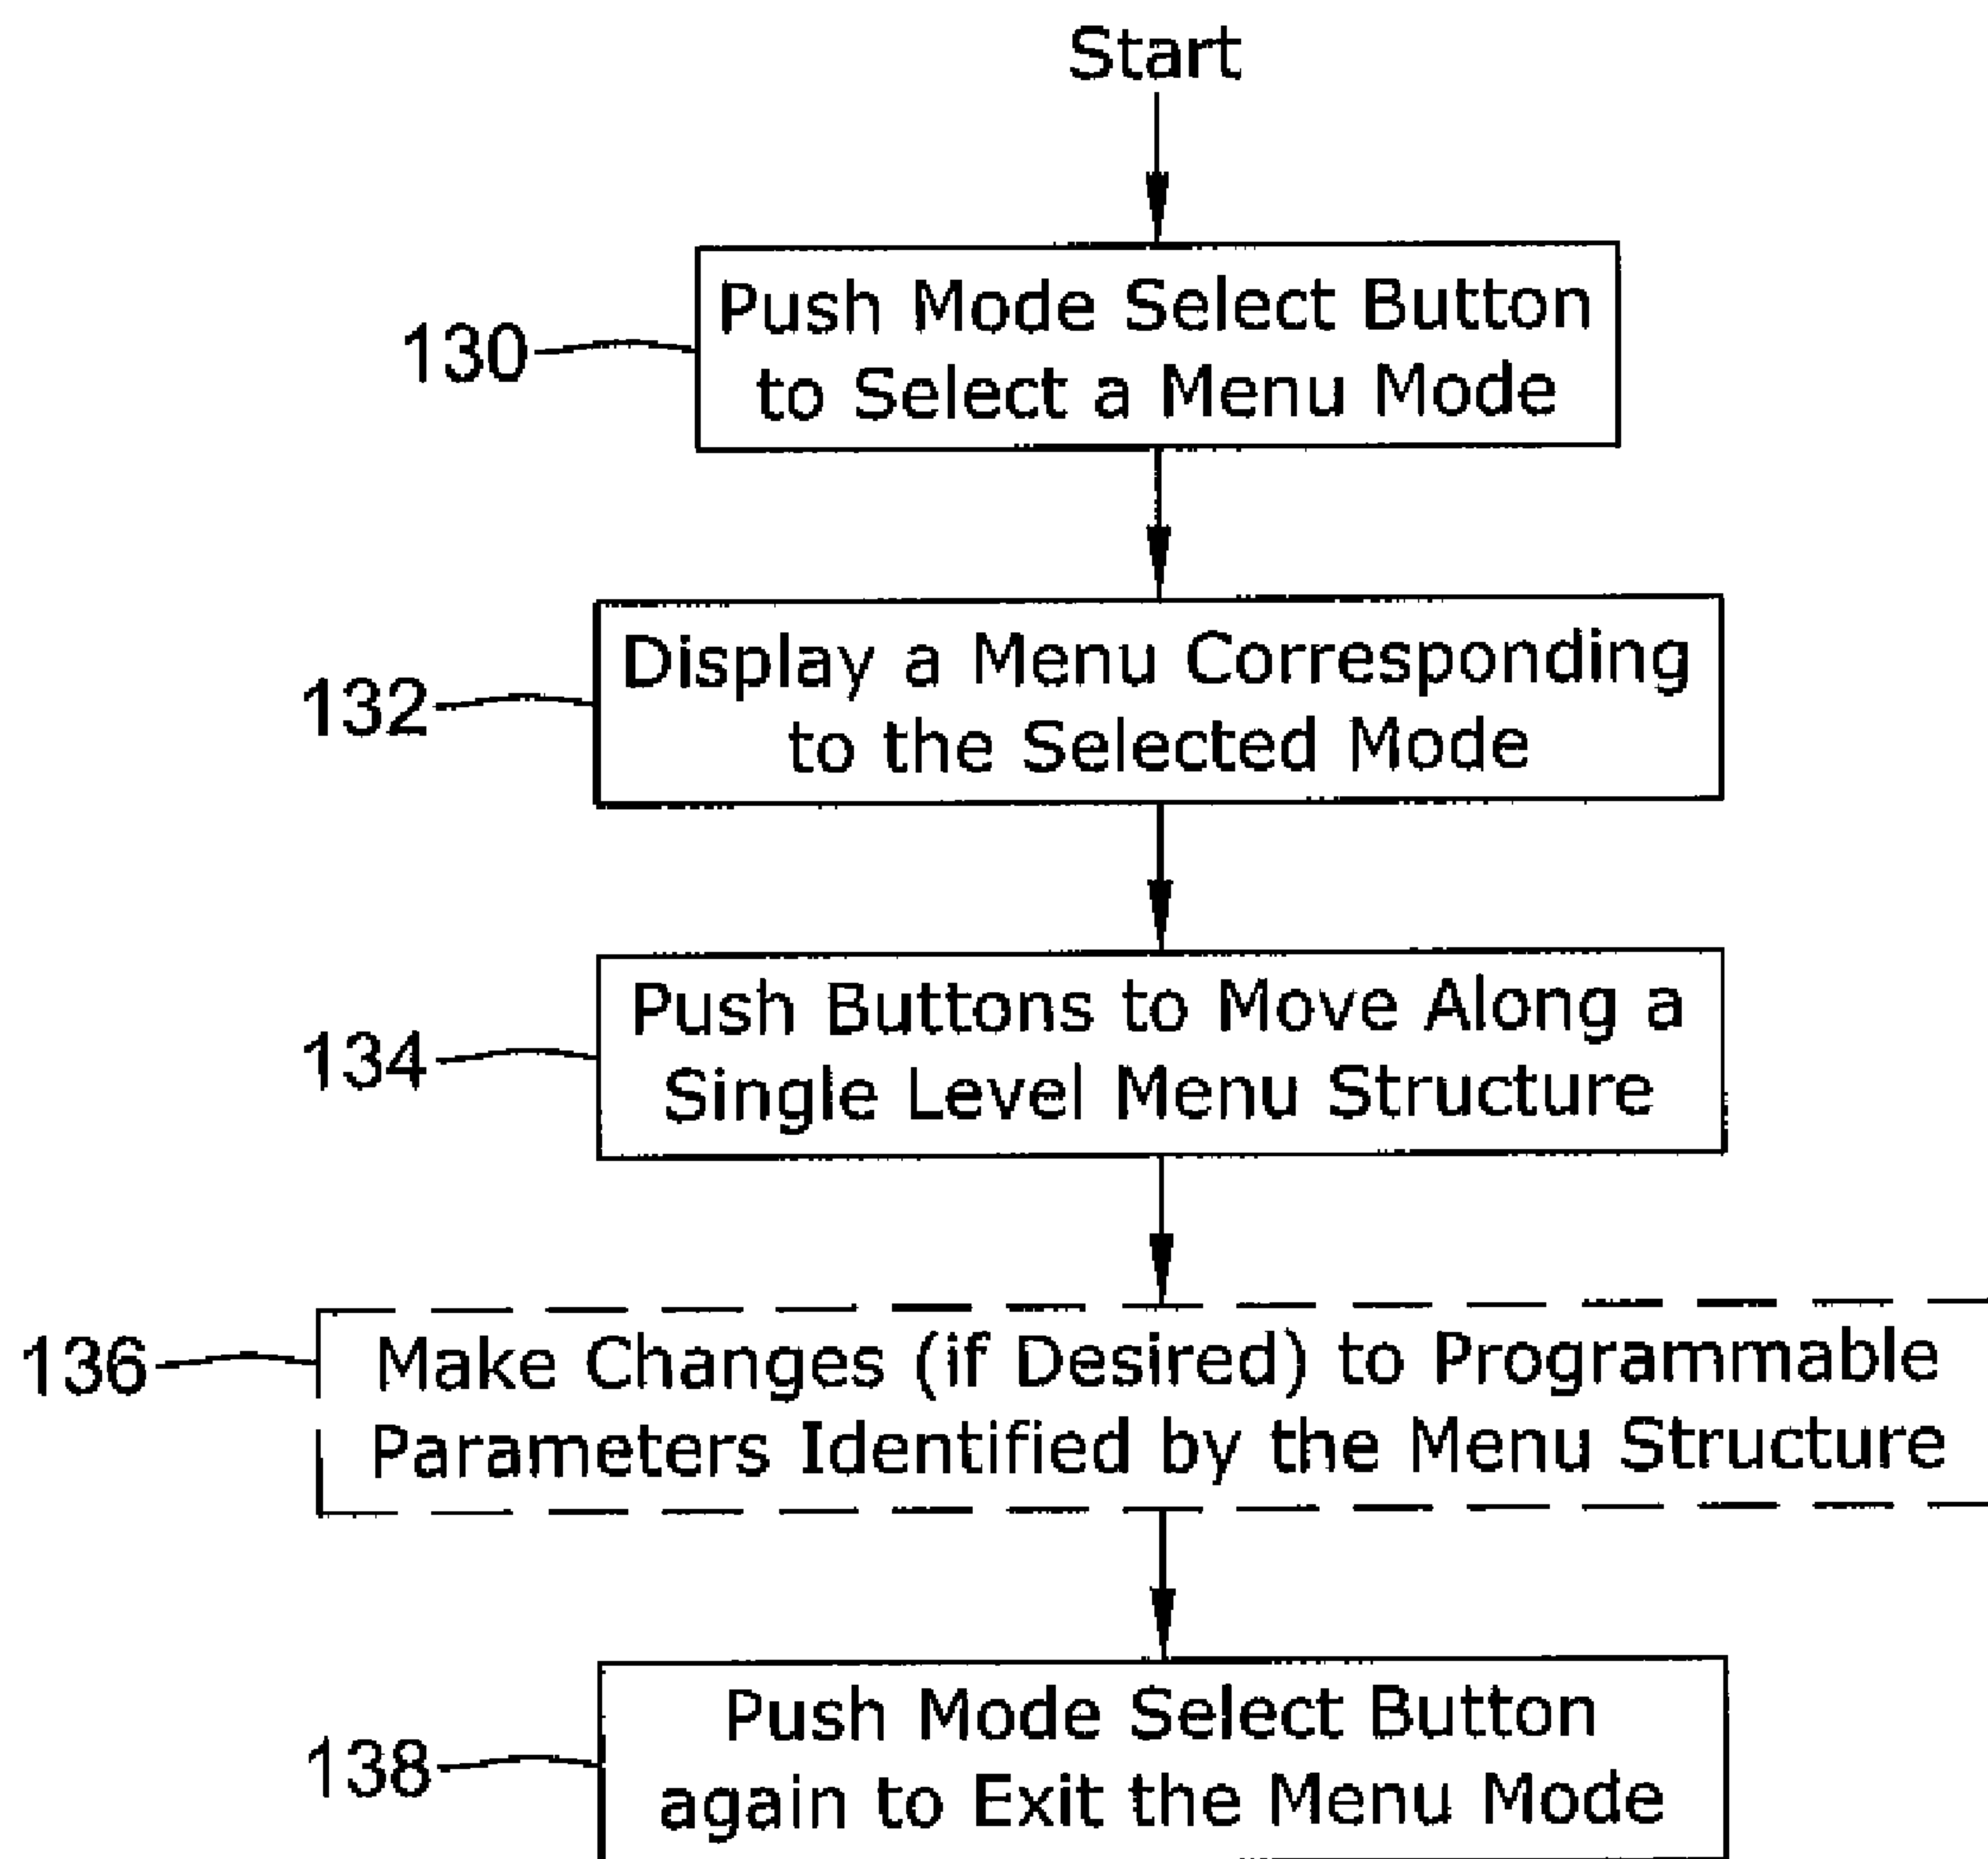 Start
130
Push Mode Select Button
to Select a Menu Mode
132
Display a Menu Corresponding
to the Selected Mode
134
Push Buttons to Move Along a
Single Level Menu Structure
136
Make Changes (if Desired) to Programmable
Parameters Identified by the Menu Structure
138
Push Mode Select Button
again to Exit the Menu Mode